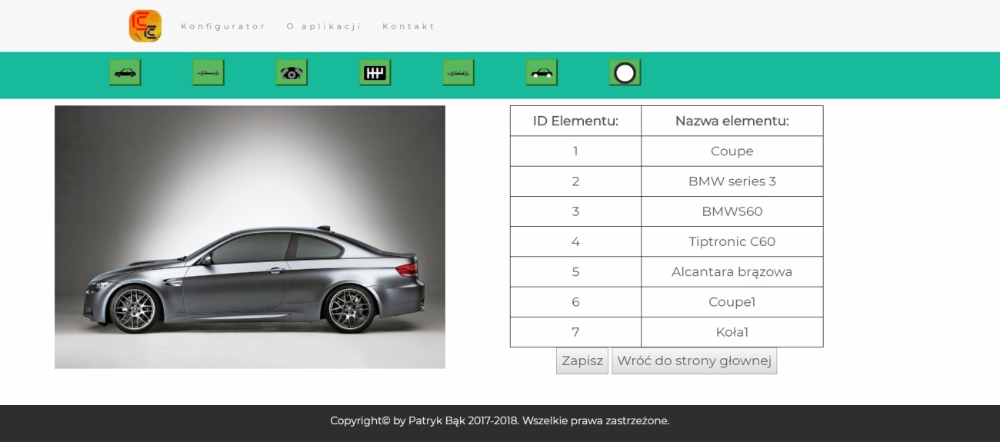 Konfigurator O aplikacji Kontakt
ID Elementu: Nazwa elementu:
1 Coupe
2 BMW series 3
3 BMWS60
4 Tiptronic C60
5 Alcantara brązowa
6 Coupe1
7 Koła1
Zapisz Wróć do strony głownej
Copyright© by Patryk Bąk 2017-2018. Wszelkie prawa zastrzeżone.